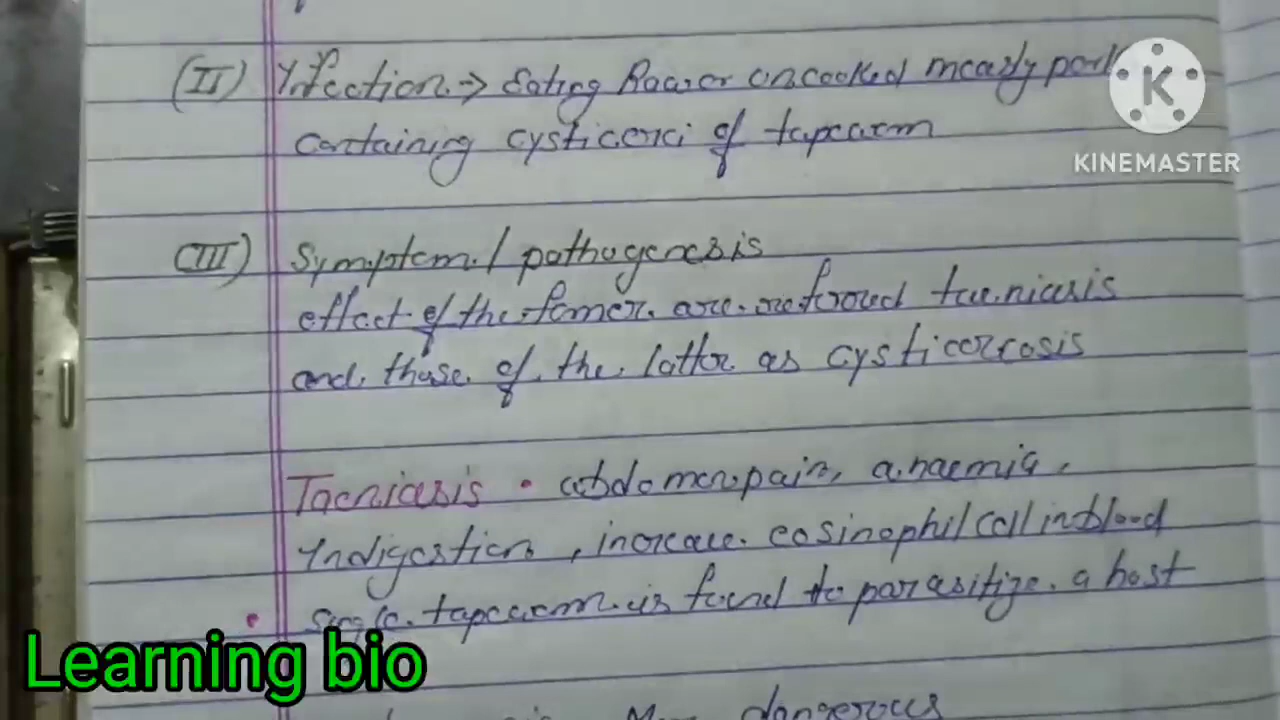 (II) Infection → Eating Raw or uncooked measly pork
containing cysticerci of tapeworm
(III) Symptom / pathogenesis
effect of the former are referred taeniasis
and those of the latter as cysticercosis
Taeniasis • abdomen pain, anaemia,
Indigestion, increase eosinophil cell in blood
• single tapeworm is found to parasitize a host
dangerous
K
KINEMASTER
Learning bio